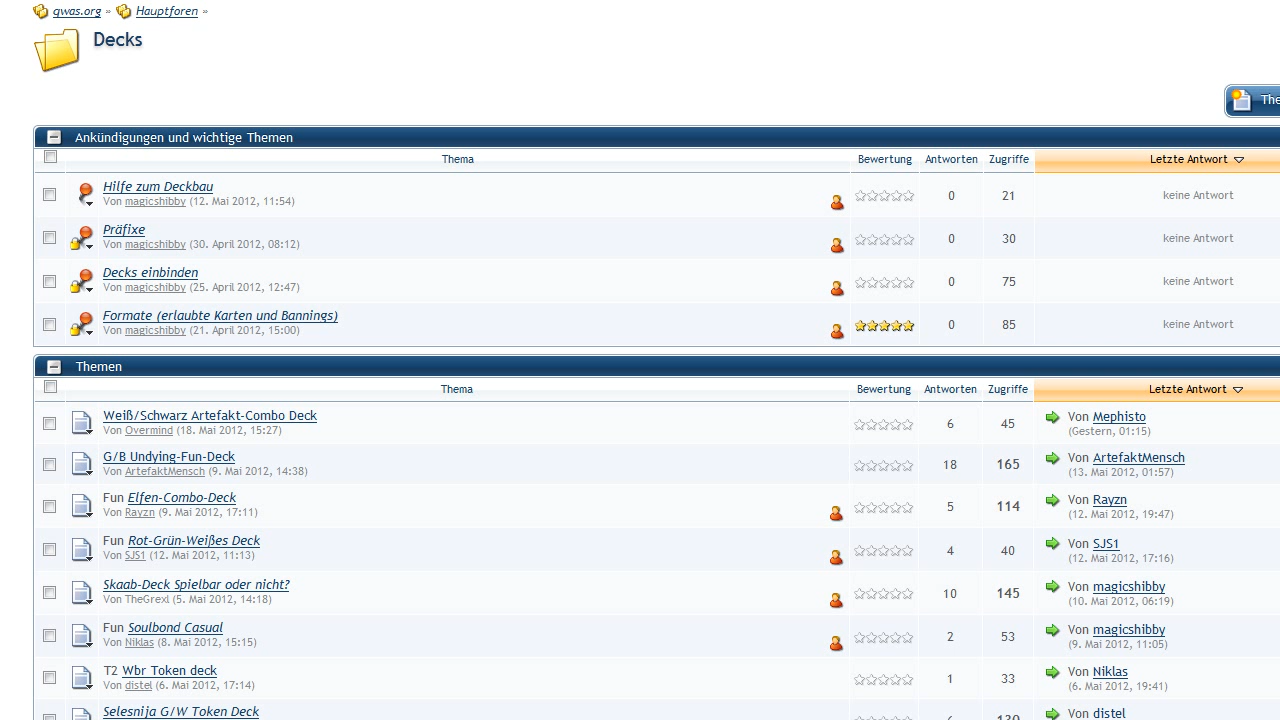 qwas.org » Hauptforen »
Decks
The
Ankündigungen und wichtige Themen
Thema Bewertung Antworten Zugriffe Letzte Antwort
Hilfe zum Deckbau
Von magicshibby (12. Mai 2012, 11:54)
0 21 keine Antwort
Präfixe
Von magicshibby (30. April 2012, 08:12)
0 30 keine Antwort
Decks einbinden
Von magicshibby (25. April 2012, 12:47)
0 75 keine Antwort
Formate (erlaubte Karten und Bannings)
Von magicshibby (21. April 2012, 15:00)
0 85 keine Antwort
Themen
Thema Bewertung Antworten Zugriffe Letzte Antwort
Weiß/Schwarz Artefakt-Combo Deck
Von Overmind (18. Mai 2012, 15:27)
6 45
Von Mephisto
(Gestern, 01:15)
G/B Undying-Fun-Deck
Von ArtefaktMensch (9. Mai 2012, 14:38)
18 165
Von ArtefaktMensch
(13. Mai 2012, 01:57)
Fun Elfen-Combo-Deck
Von Rayzn (9. Mai 2012, 17:11)
5 114
Von Rayzn
(12. Mai 2012, 19:47)
Fun Rot-Grün-Weißes Deck
Von SJS1 (12. Mai 2012, 11:13)
4 40
Von SJS1
(12. Mai 2012, 17:16)
Skaab-Deck Spielbar oder nicht?
Von TheGrexl (5. Mai 2012, 14:18)
10 145
Von magicshibby
(10. Mai 2012, 06:19)
Fun Soulbond Casual
Von Niklas (8. Mai 2012, 15:15)
2 53
Von magicshibby
(9. Mai 2012, 11:05)
T2 Wbr Token deck
Von distel (6. Mai 2012, 17:14)
1 33
Von Niklas
(6. Mai 2012, 19:41)
Selesnija G/W Token Deck
Von distel